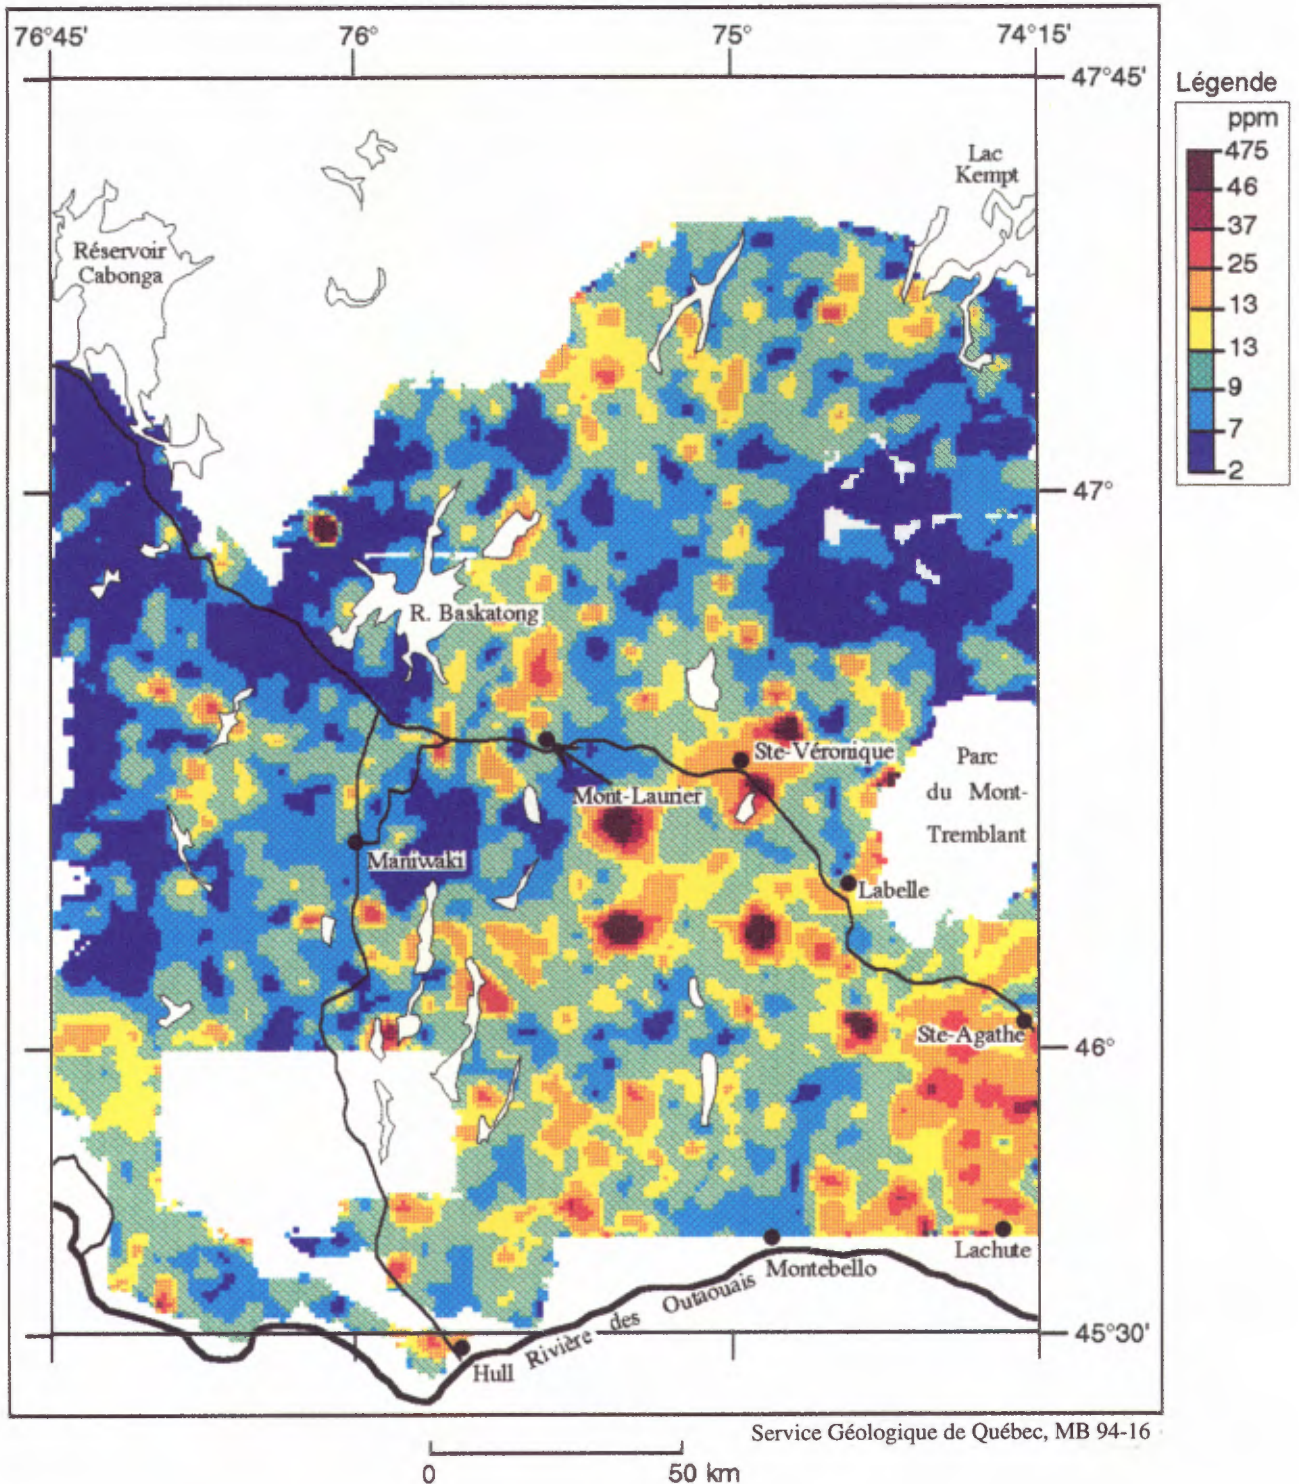 76°45'
76°
75°
74°15'
47°45'
Légende
ppm
475
46
37
25
13
13
9
7
2
Lac
Kempt
Réservoir
Cabonga
47°
R. Baskatong
Ste-Véronique
Mont-Laurier
Parc
du Mont-
Tremblant
Maniwaki
Labelle
Ste-Agathe
46°
Lachute
Montebello
Rivière des Outaouais
45°30'
Hull
Service Géologique de Québec, MB 94-16
0
50 km